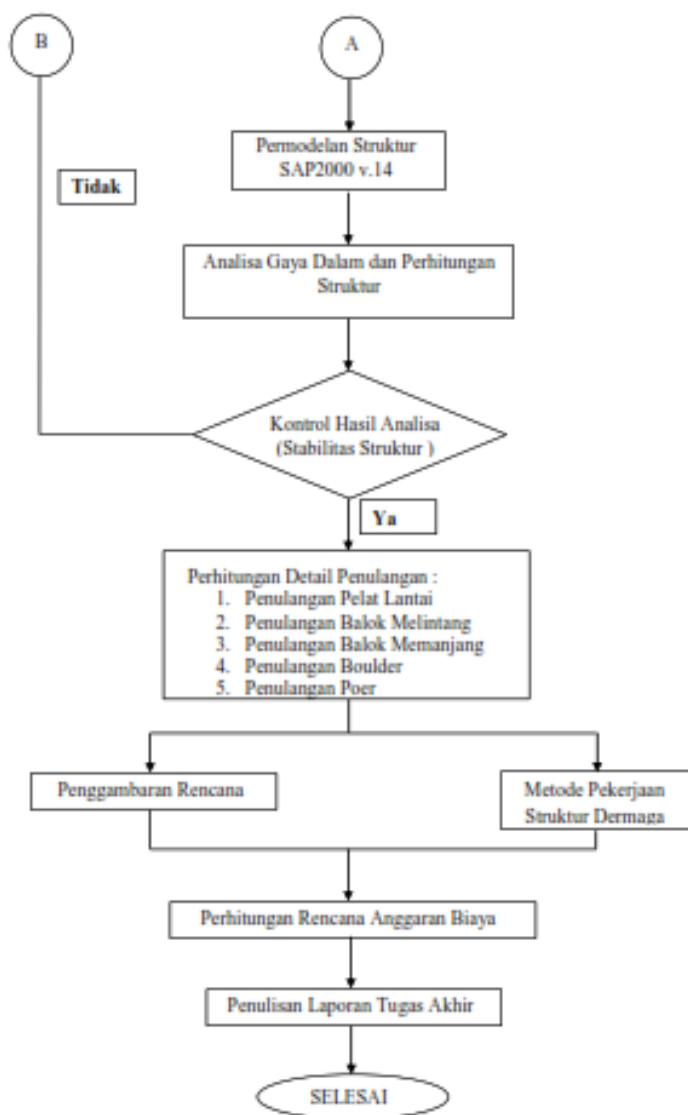 B
A
Permodelan Struktur
SAP2000 v.14
Tidak
Analisa Gaya Dalam dan Perhitungan
Struktur
Kontrol Hasil Analisa
(Stabilitas Struktur )
Ya
Perhitungan Detail Penulangan :
1. Penulangan Pelat Lantai
2. Penulangan Balok Melintang
3. Penulangan Balok Memanjang
4. Penulangan Boulder
5. Penulangan Poer
Penggambaran Rencana
Metode Pekerjaan
Struktur Dermaga
Perhitungan Rencana Anggaran Biaya
Penulisan Laporan Tugas Akhir
SELESAI